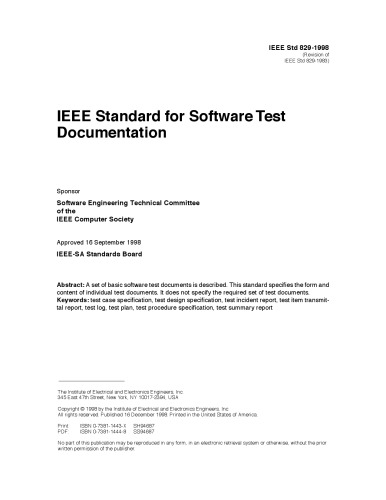 IEEE Std 829-1998
(Revision of
IEEE Std 829-1983)
IEEE Standard for Software Test
Documentation
Sponsor
Software Engineering Technical Committee
of the
IEEE Computer Society
Approved 16 September 1998
IEEE-SA Standards Board
Abstract: A set of basic software test documents is described. This standard specifies the form and
content of individual test documents. It does not specify the required set of test documents.
Keywords: test case specification, test design specification, test incident report, test item transmit-
tal report, test log, test plan, test procedure specification, test summary report
The Institute of Electrical and Electronics Engineers, Inc.
345 East 47th Street, New York, NY 10017-2394, USA
Copyright © 1998 by the Institute of Electrical and Electronics Engineers, Inc.
All rights reserved. Published 16 December 1998. Printed in the United States of America.
Print: ISBN 0-7381-1443-X SH94687
PDF: ISBN 0-7381-1444-8 SS94687
No part of this publication may be reproduced in any form, in an electronic retrieval system or otherwise, without the prior
written permission of the publisher.